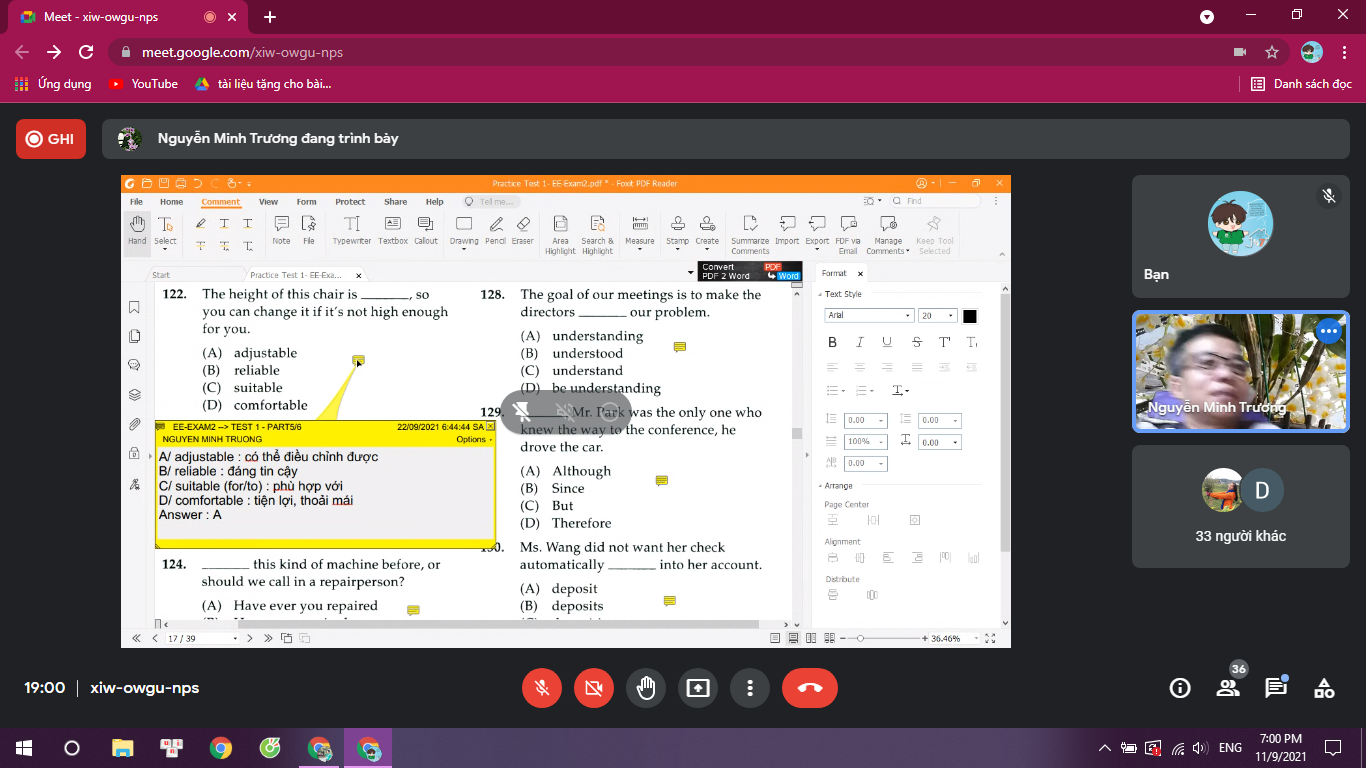 Meet - xiw-owgu-nps
meet.google.com/xiw-owgu-nps
Ứng dụng
YouTube
tài liệu tặng cho bài...
Danh sách đọc
GHI
Nguyễn Minh Trương đang trình bày
Practice Test 1- EE-Exam2.pdf * - Foxit PDF Reader
File Home Comment View Form Protect Share Help Tell me... Find
Hand Select Note File Typewriter Textbox Callout Drawing Pencil Eraser Area Highlight Search & Highlight Measure Stamp Create Summarize Comments Import Export FDF via Email Manage Comments Keep Tool Selected
Start
Practice Test 1- EE-Exa...
Convert PDF
PDF 2 Word Word
Format
122. The height of this chair is ________, so
you can change it if it's not high enough
for you.
(A) adjustable
(B) reliable
(C) suitable
(D) comfortable
EE-EXAM2 --> TEST 1 - PART5/6 22/09/2021 6:44:44 SA
NGUYEN MINH TRUONG Options
A/ adjustable : có thể điều chỉnh được
B/ reliable : đáng tin cậy
C/ suitable (for/to) : phù hợp với
D/ comfortable : tiện lợi, thoải mái
Answer : A
124. ________ this kind of machine before, or
should we call in a repairperson?
(A) Have ever you repaired
128. The goal of our meetings is to make the
directors ________ our problem.
(A) understanding
(B) understood
(C) understand
(D) be understanding
129. Mr. Park was the only one who
knew the way to the conference, he
drove the car.
(A) Although
(B) Since
(C) But
(D) Therefore
Ms. Wang did not want her check
automatically ________ into her account.
(A) deposit
(B) deposits
Text Style
Arial 20
B I U S T T
0.00 0.00
100% 0.00
0.00
Arrange
Page Center
Alignment
Distribute
17 / 39
36.46%
Bạn
Nguyễn Minh Trương
D
33 người khác
19:00 xiw-owgu-nps
36
ENG
7:00 PM
11/9/2021